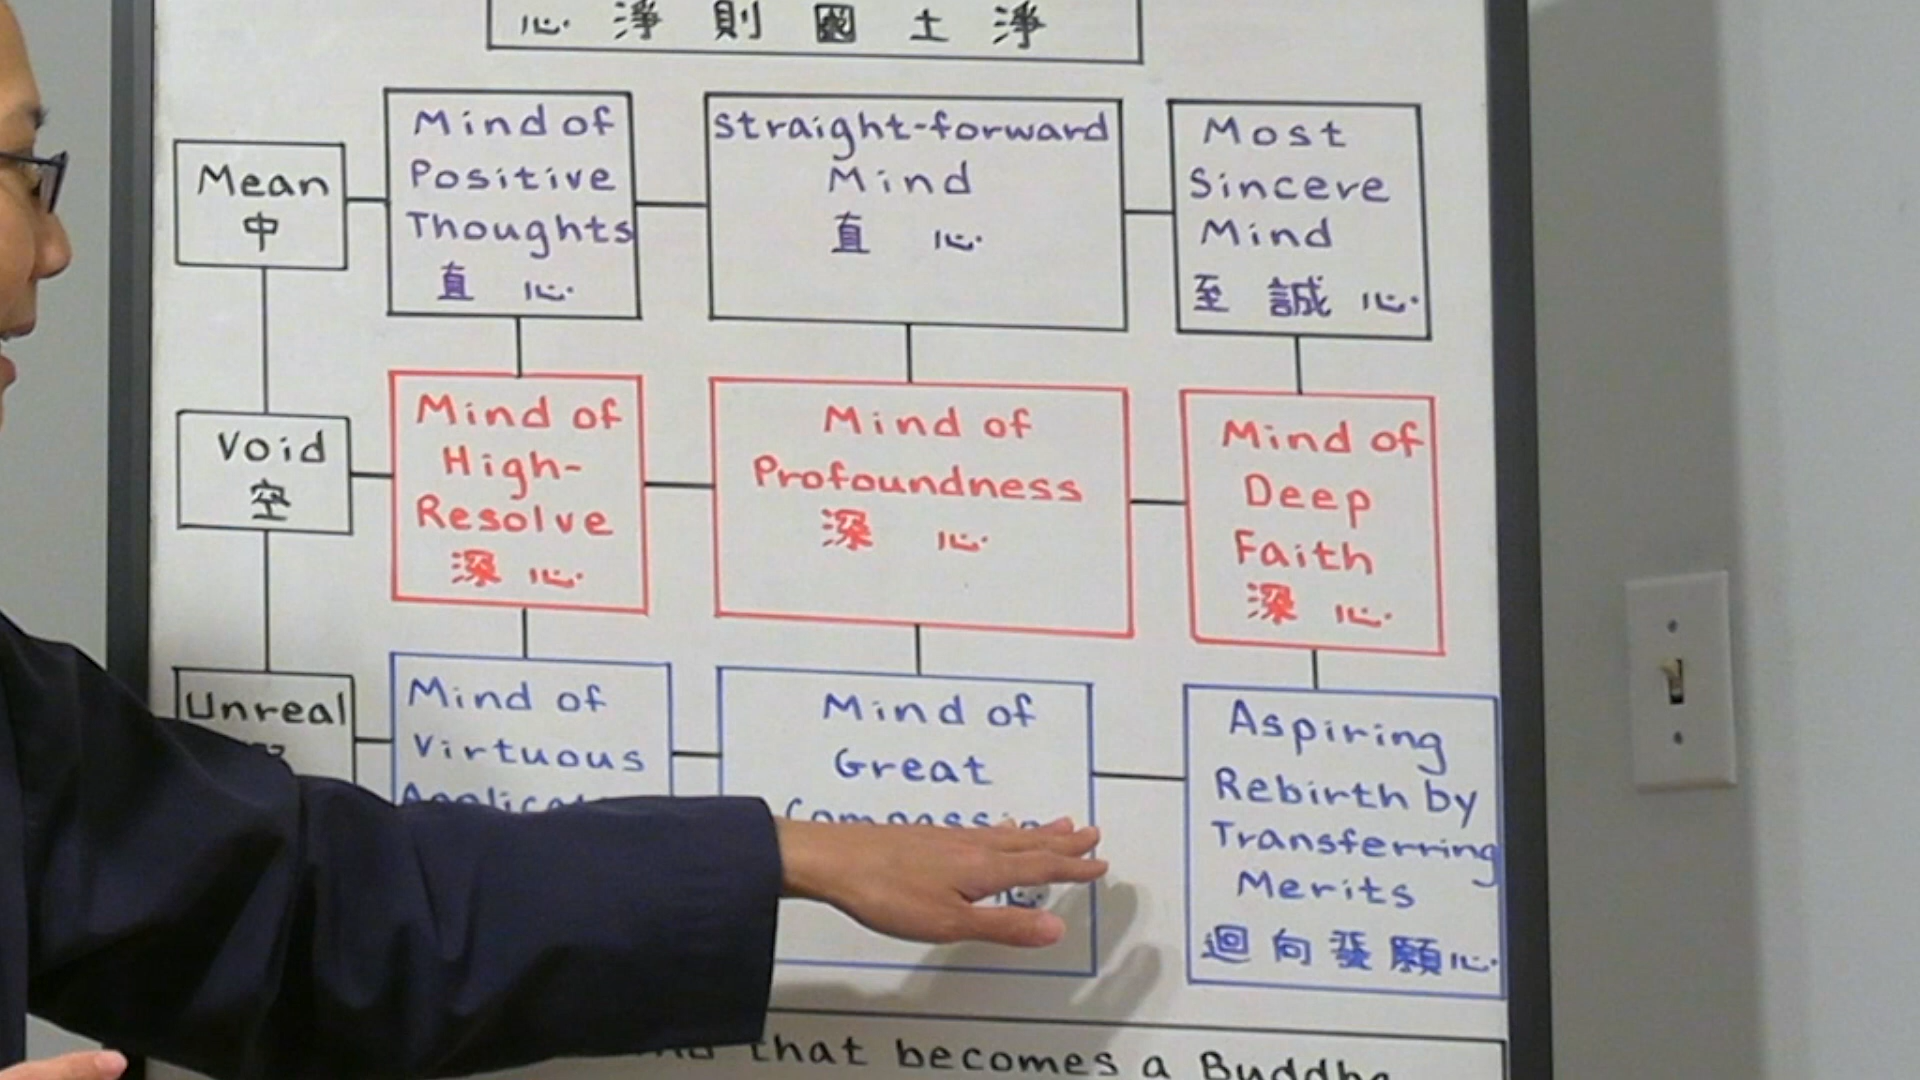 心 淨 則 國 土 淨
Mean
中
Mind of
Positive
Thoughts
直 心
Straight-forward
Mind
直 心
Most
Sincere
Mind
至 誠 心
Void
空
Mind of
High-
Resolve
深 心
Mind of
Profoundness
深 心
Mind of
Deep
Faith
深 心
Unreal
Mind of
Virtuous
Mind of
Great
心
Aspiring
Rebirth by
Transferring
Merits
迴 向 發 願 心
that becomes a Buddha